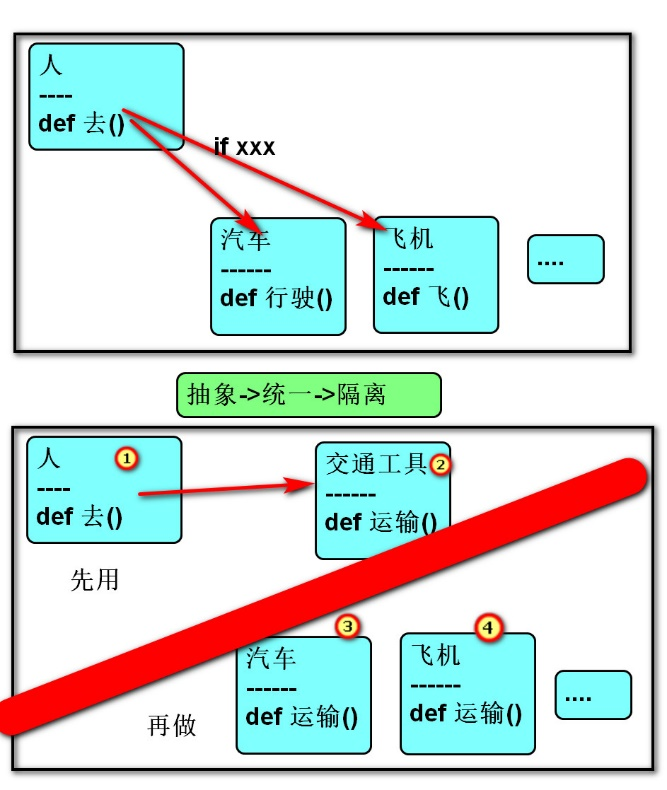 人
----
def 去()
if xxx
汽车
------
def 行驶()
飞机
------
def 飞()
....
抽象->统一->隔离
人
1
----
def 去()
交通工具
2
------
def 运输()
先用
3
汽车
------
def 运输()
4
飞机
------
def 运输()
....
再做